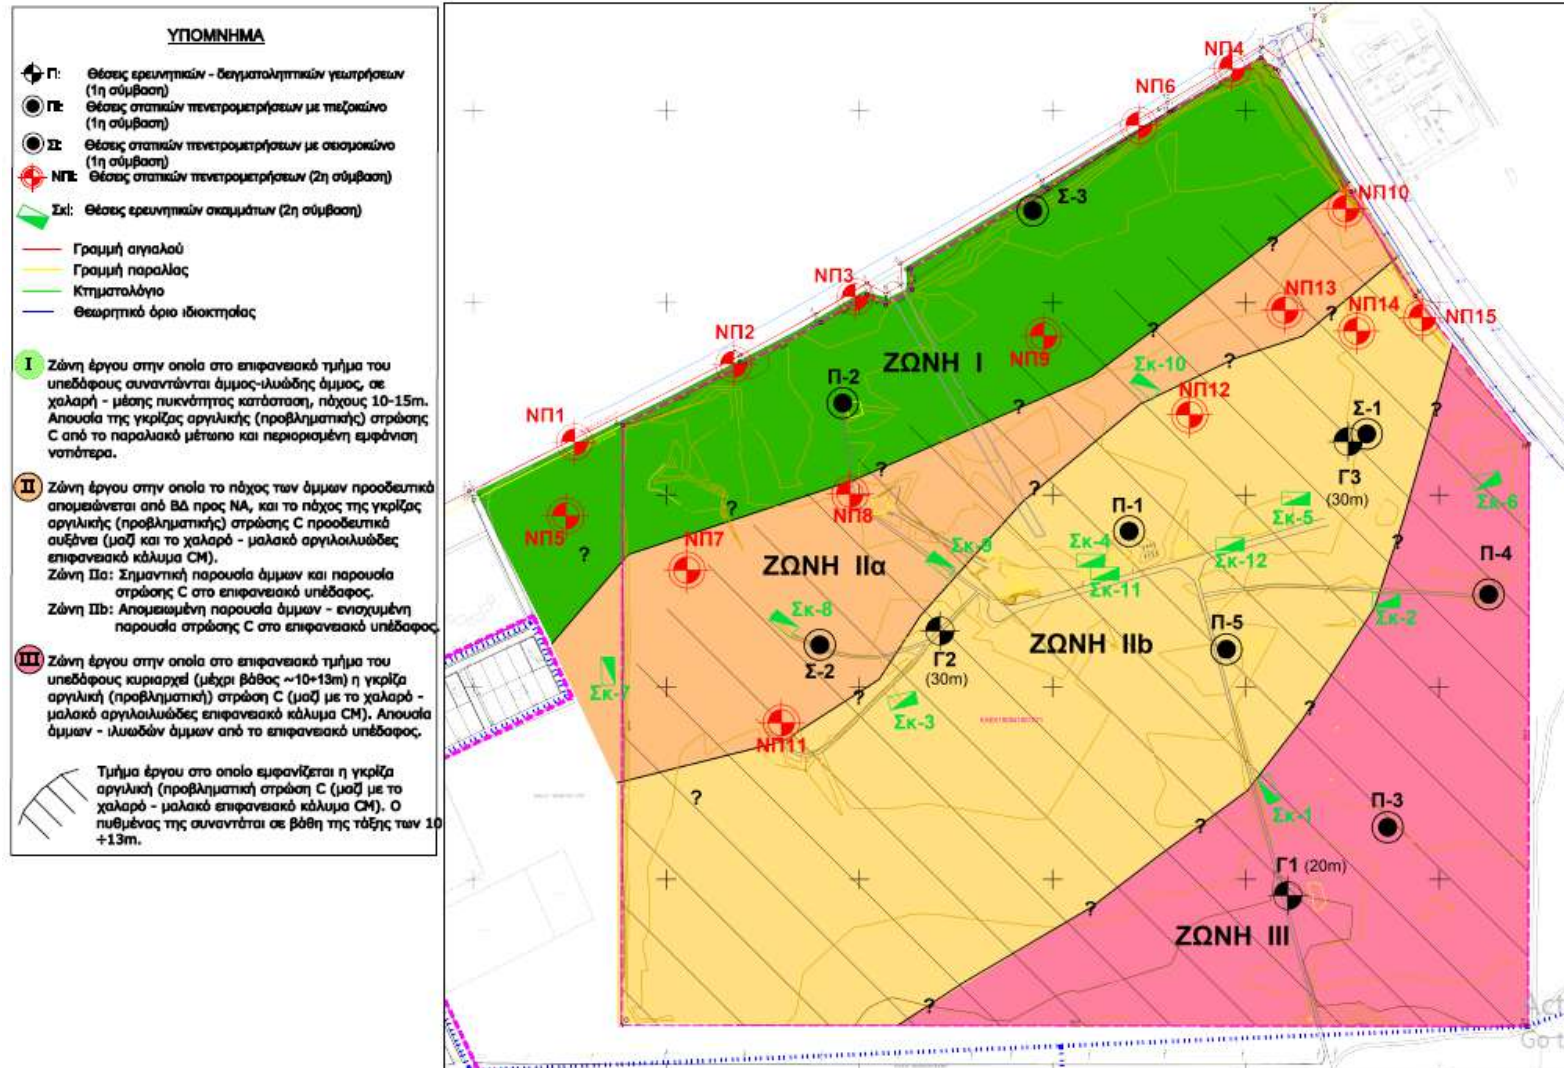 ΥΠΟΜΝΗΜΑ
Γi: Θέσεις ερευνητικών - δειγματοληπτικών γεωτρήσεων
(1η σύμβαση)
Πi: Θέσεις στατικών πενετρομετρήσεων με πιεζοκώνο
(1η σύμβαση)
Σi: Θέσεις στατικών πενετρομετρήσεων με σεισμοκώνο
(1η σύμβαση)
ΝΠi: Θέσεις στατικών πενετρομετρήσεων (2η σύμβαση)
Σκi: Θέσεις ερευνητικών σκαμμάτων (2η σύμβαση)
Γραμμή αιγιαλού
Γραμμή παραλίας
Κτηματολόγιο
Θεωρητικό όριο ιδιοκτησίας
I Ζώνη έργου στην οποία στο επιφανειακό τμήμα του
υπεδάφους συναντώνται άμμος-ιλυώδης άμμος, σε
χαλαρή - μέσης πυκνότητας κατάσταση, πάχους 10-15m.
Απουσία της γκρίζας αργιλικής (προβληματικής) στρώσης
C από το παραλιακό μέτωπο και περιορισμένη εμφάνιση
νοτιότερα.
II Ζώνη έργου στην οποία το πάχος των άμμων προοδευτικά
απομειώνεται από ΒΔ προς ΝΑ, και το πάχος της γκρίζας
αργιλικής (προβληματικής) στρώσης C προοδευτικά
αυξάνει (μαζί και το χαλαρό - μαλακό αργιλοιλυώδες
επιφανειακό κάλυμα CM).
Ζώνη IIa: Σημαντική παρουσία άμμων και παρουσία
στρώσης C στο επιφανειακό υπέδαφος.
Ζώνη IIb: Απομειωμένη παρουσία άμμων - ενισχυμένη
παρουσία στρώσης C στο επιφανειακό υπέδαφος.
III Ζώνη έργου στην οποία στο επιφανειακό τμήμα του
υπεδάφους κυριαρχεί (μέχρι βάθος ~10÷13m) η γκρίζα
αργιλική (προβληματική) στρώση C (μαζί με το χαλαρό -
μαλακό αργιλοιλυώδες επιφανειακό κάλυμα CM). Απουσία
άμμων - ιλυωδών άμμων από το επιφανειακό υπέδαφος.
Τμήμα έργου στο οποίο εμφανίζεται η γκρίζα
αργιλική (προβληματική στρώση C (μαζί με το
χαλαρό - μαλακό επιφανειακό κάλυμα CM). Ο
πυθμένας της συναντάται σε βάθη της τάξης των 10
÷13m.
ΝΠ4
ΝΠ6
ΝΠ10
Σ-3
?
ΝΠ3
ΝΠ13
ΝΠ14
ΝΠ15
?
?
ΝΠ2
ΝΠ9
ΖΩΝΗ I
?
Π-2
Σκ-10
ΝΠ12
?
?
ΝΠ1
Σ-1
?
Γ3
(30m)
?
Σκ-6
ΝΠ5
?
ΝΠ8
Π-1
Σκ-5
ΝΠ7
?
Σκ-9
Σκ-4
Σκ-12
?
Π-4
ΖΩΝΗ IIα
Σκ-11
Σκ-8
Σκ-2
Σ-2
Γ2
(30m)
ΖΩΝΗ IIb
Π-5
Σκ-7
?
Σκ-3
?
ΝΠ11
?
Σκ-1
?
Π-3
Γ1 (20m)
?
ΖΩΝΗ III
?
Act
Go t